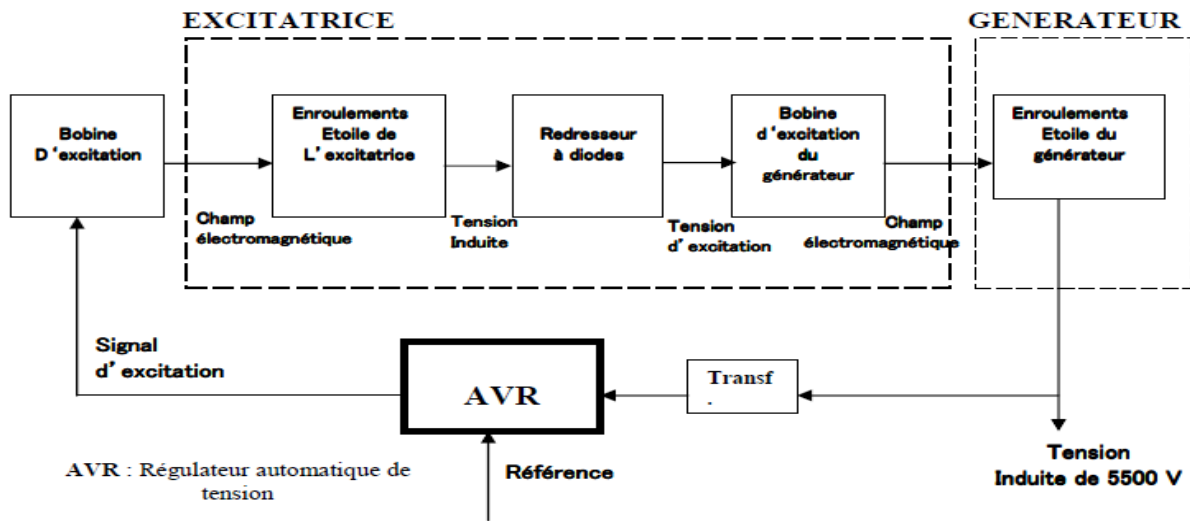 EXCITATRICE
GENERATEUR
Bobine
D'excitation
Enroulements
Etoile de
L'excitatrice
Redresseur
à diodes
Bobine
d'excitation
du
générateur
Enroulements
Etoile du
générateur
Champ
électromagnétique
Tension
Induite
Tension
d'excitation
Champ
électromagnétique
Signal
d'excitation
AVR
Transf
.
AVR : Régulateur automatique de
tension
Référence
Tension
Induite de 5500 V